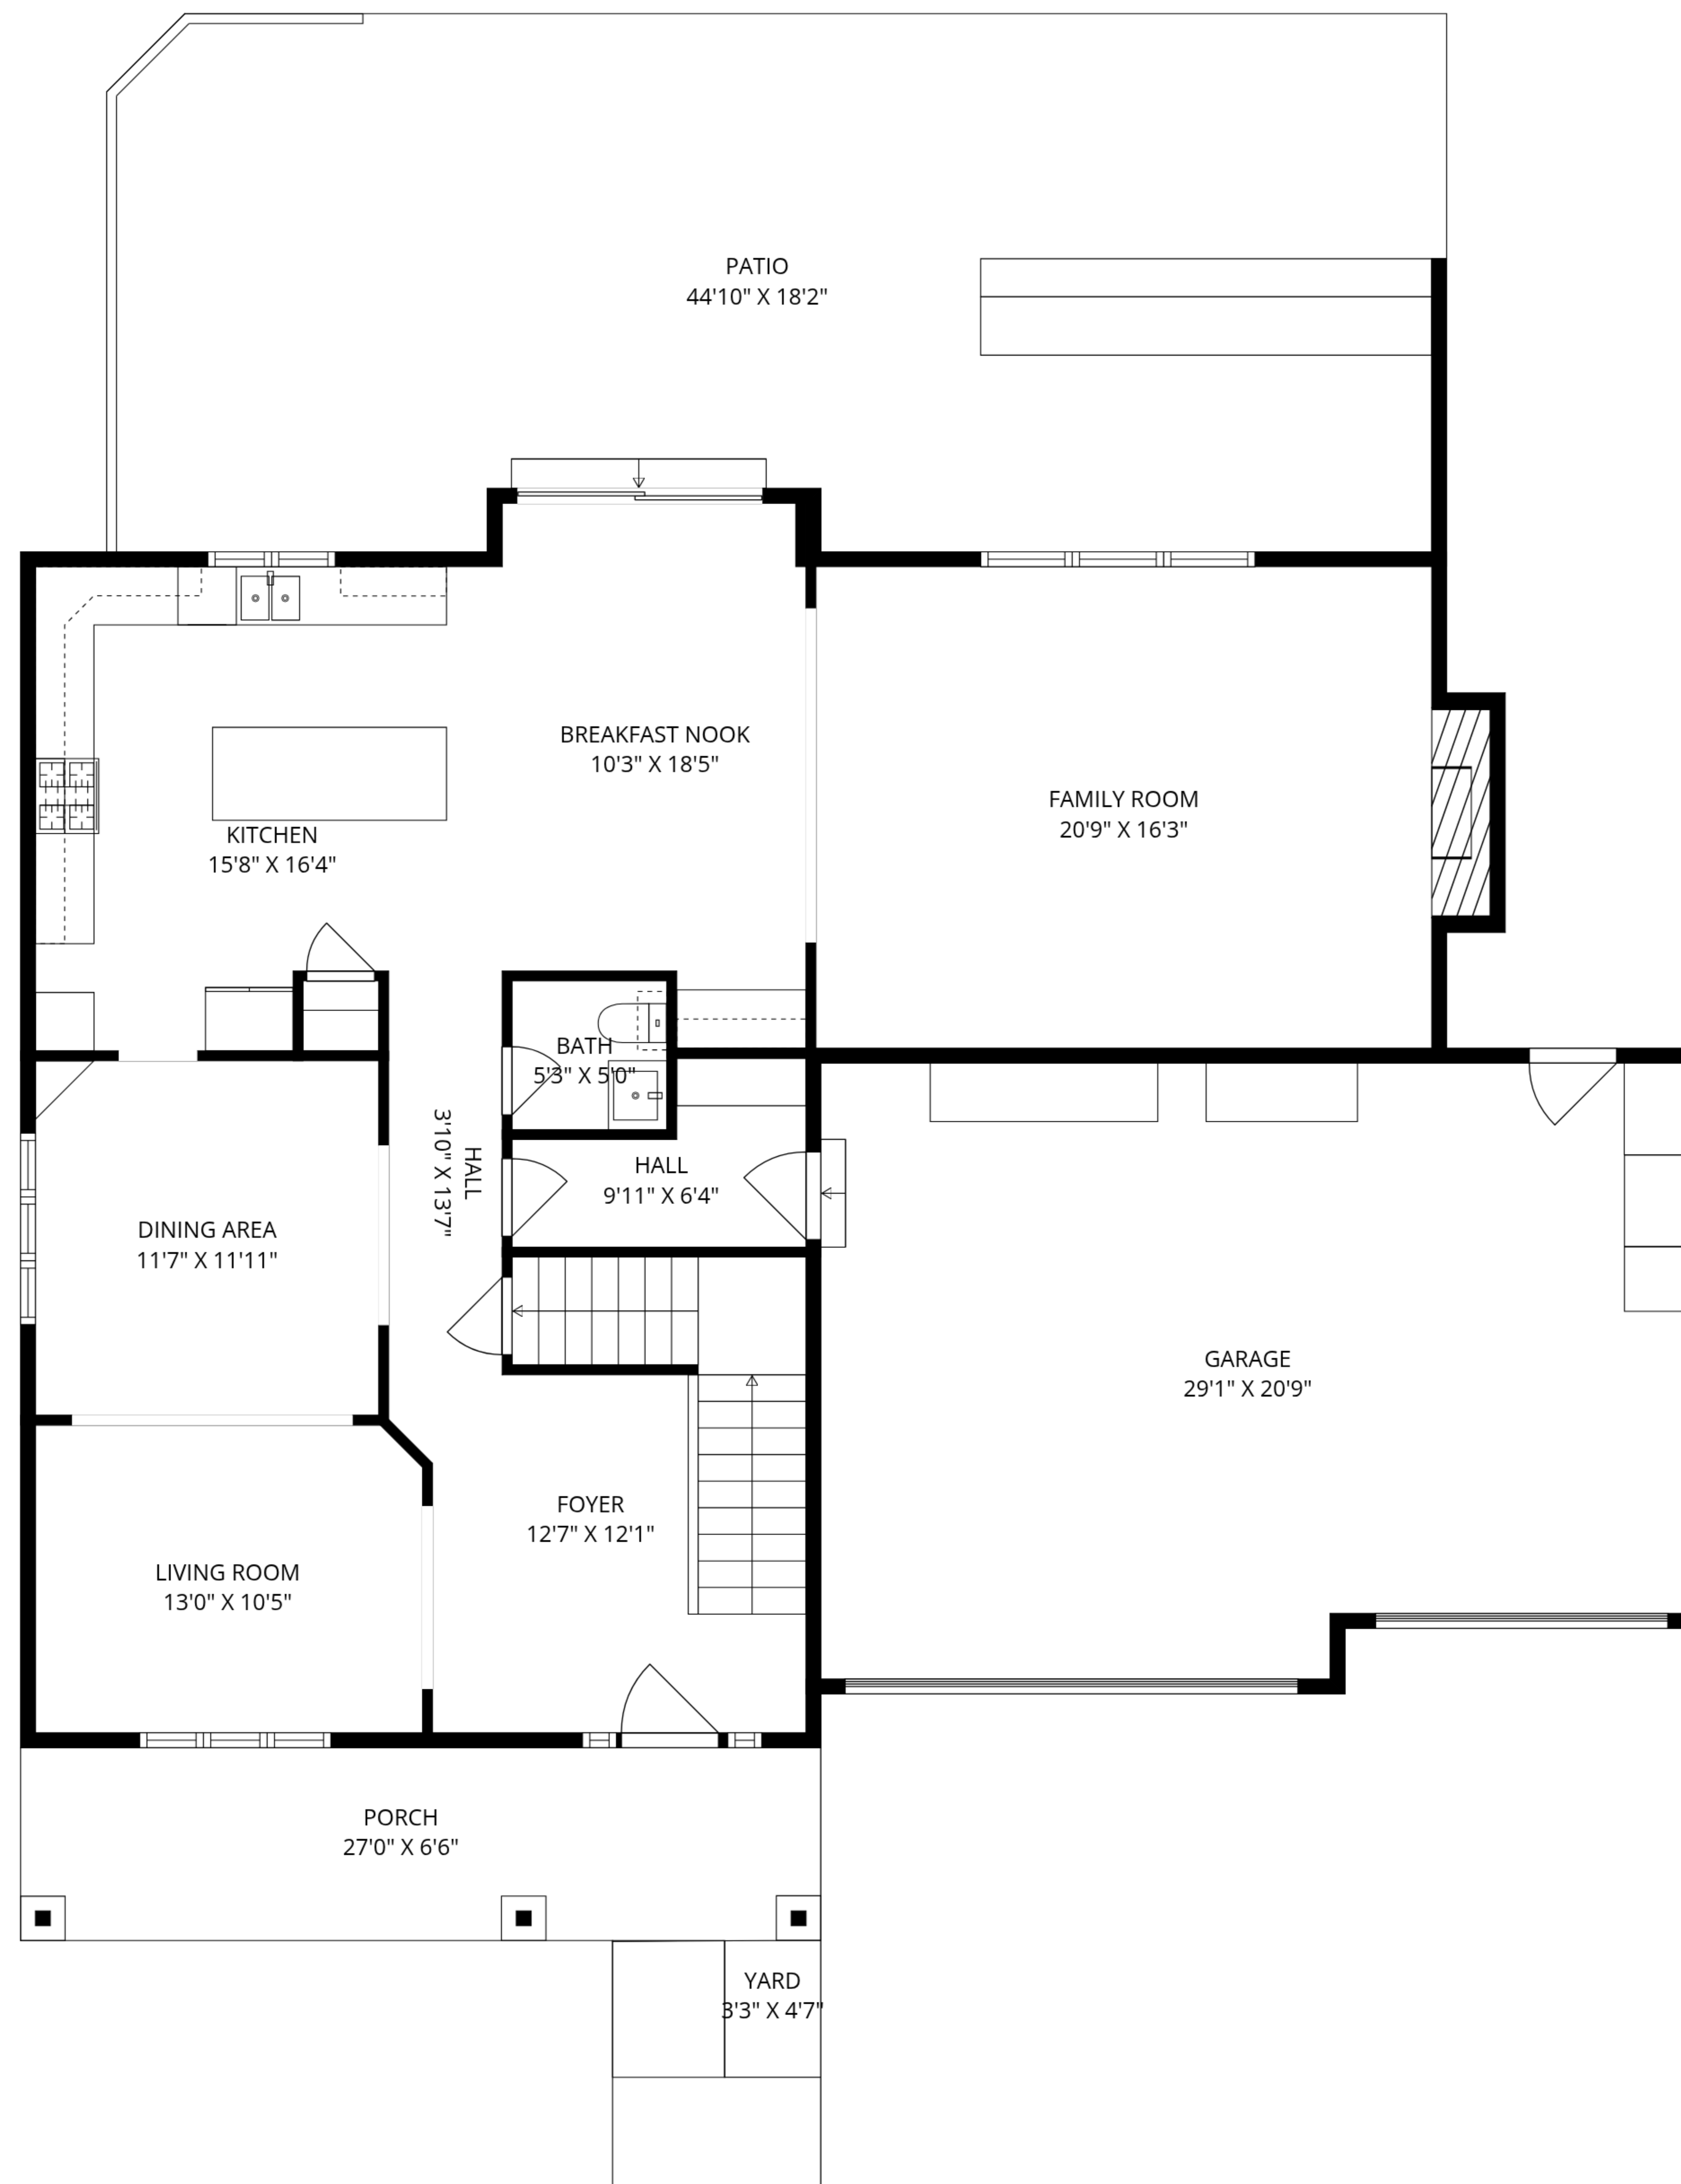 PATIO
44'10" X 18'2"
BREAKFAST NOOK
10'3" X 18'5"
FAMILY ROOM
20'9" X 16'3"
KITCHEN
15'8" X 16'4"
BATH
5'3" X 5'0"
HALL
3'10" X 13'7"
HALL
9'11" X 6'4"
DINING AREA
11'7" X 11'11"
GARAGE
29'1" X 20'9"
FOYER
12'7" X 12'1"
LIVING ROOM
13'0" X 10'5"
PORCH
27'0" X 6'6"
YARD
3'3" X 4'7"